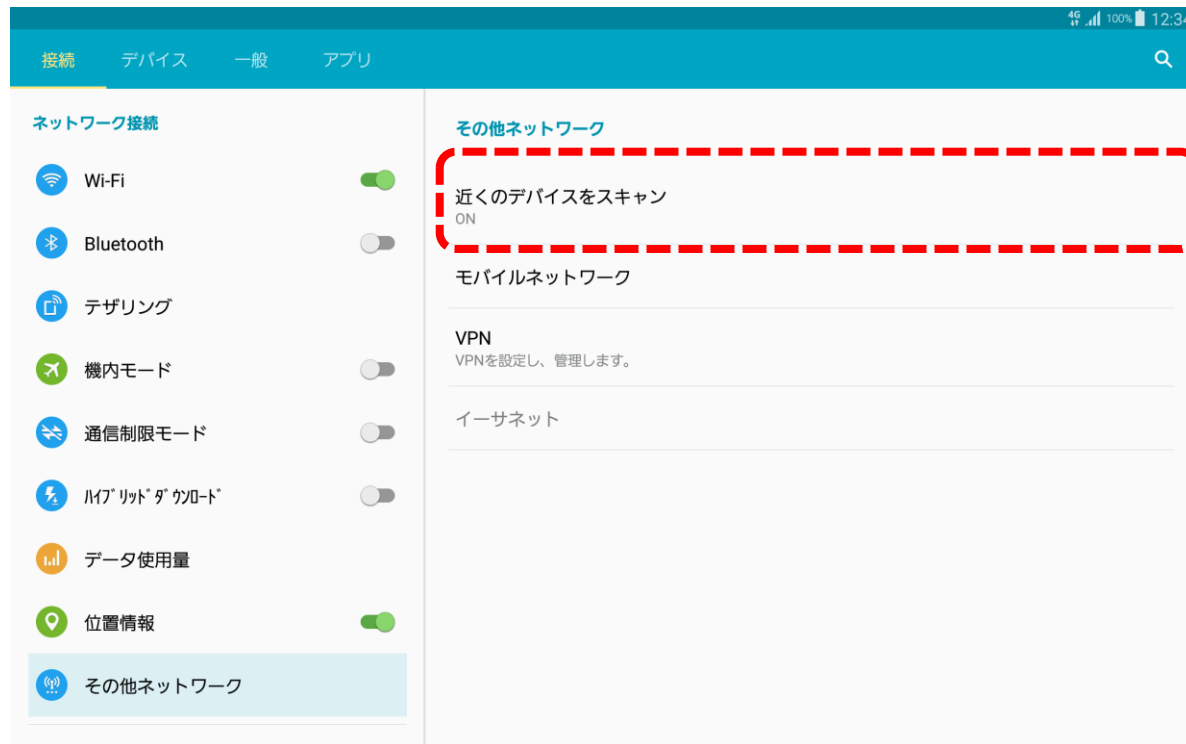 4G 100% 12:34
接続 デバイス 一般 アプリ
ネットワーク接続
Wi-Fi
Bluetooth
テザリング
機内モード
通信制限モード
ﾊｲﾌﾞﾘｯﾄﾞﾀﾞｳﾝﾛｰﾄﾞ
データ使用量
位置情報
その他ネットワーク
その他ネットワーク
近くのデバイスをスキャン
ON
モバイルネットワーク
VPN
VPNを設定し、管理します。
イーサネット